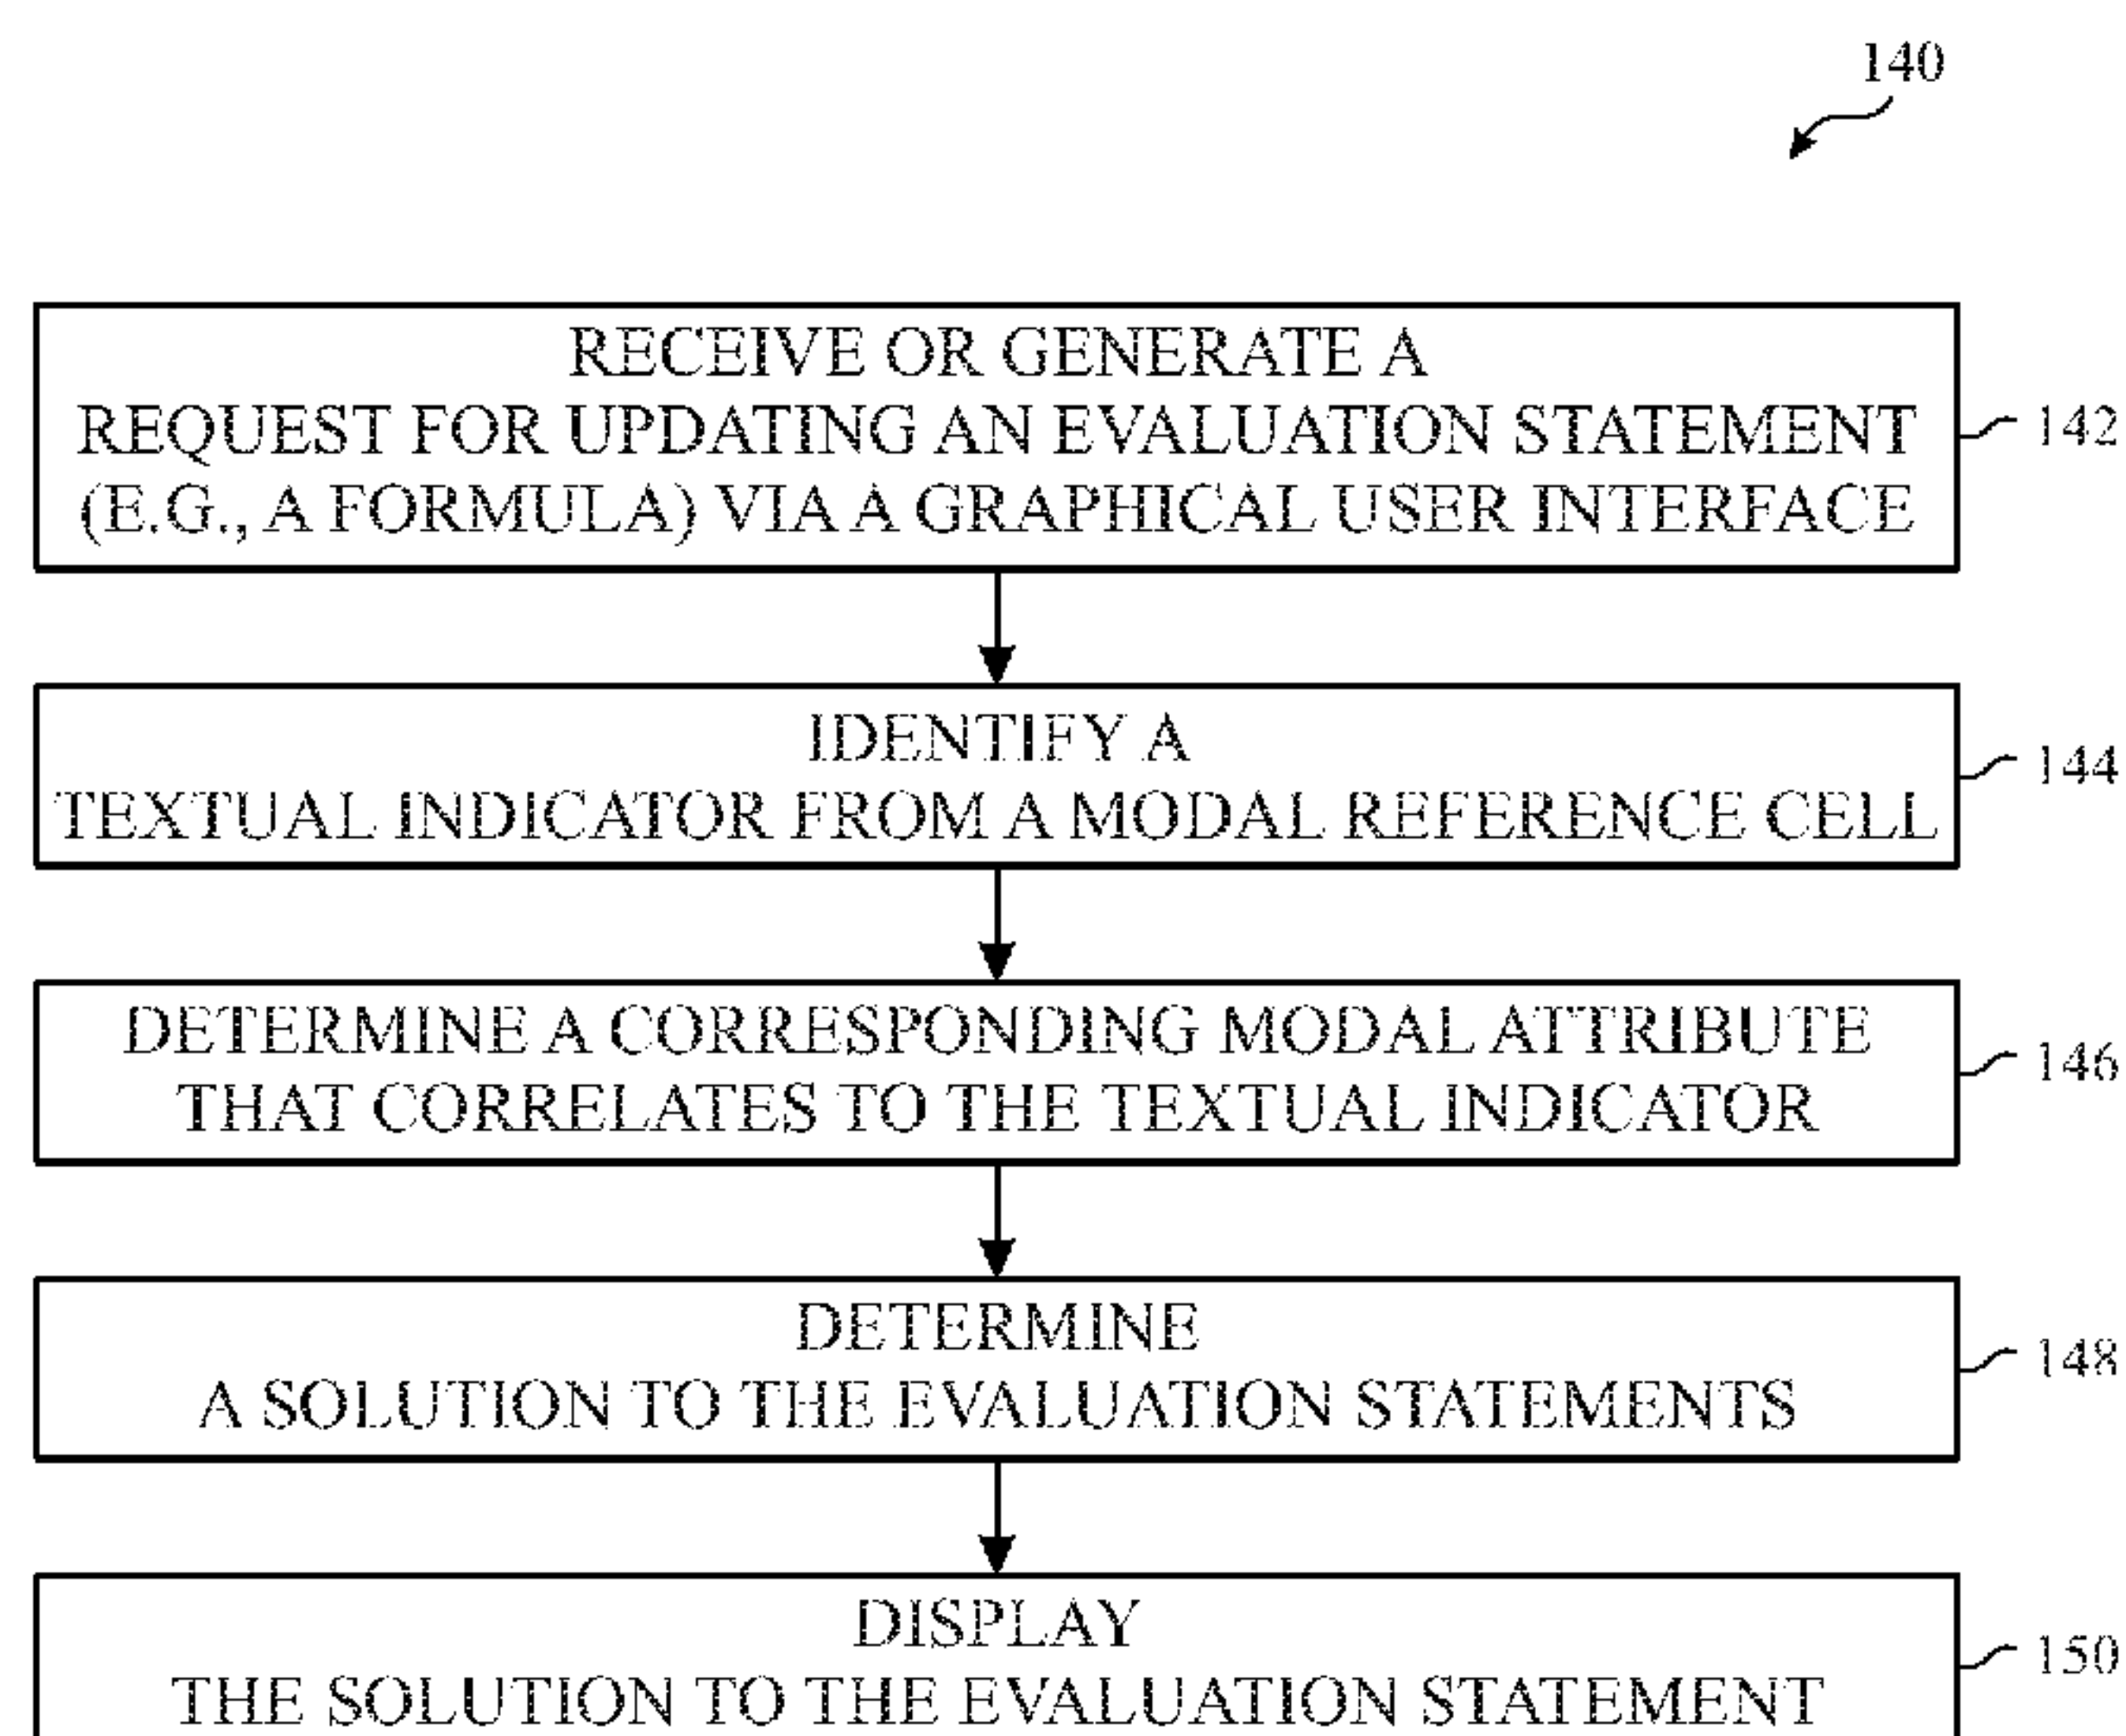 140
RECEIVE OR GENERATE A
REQUEST FOR UPDATING AN EVALUATION STATEMENT
(E.G., A FORMULA) VIA A GRAPHICAL USER INTERFACE
142
IDENTIFY A
TEXTUAL INDICATOR FROM A MODAL REFERENCE CELL
144
DETERMINE A CORRESPONDING MODAL ATTRIBUTE
THAT CORRELATES TO THE TEXTUAL INDICATOR
146
DETERMINE
A SOLUTION TO THE EVALUATION STATEMENTS
148
DISPLAY
THE SOLUTION TO THE EVALUATION STATEMENT
150